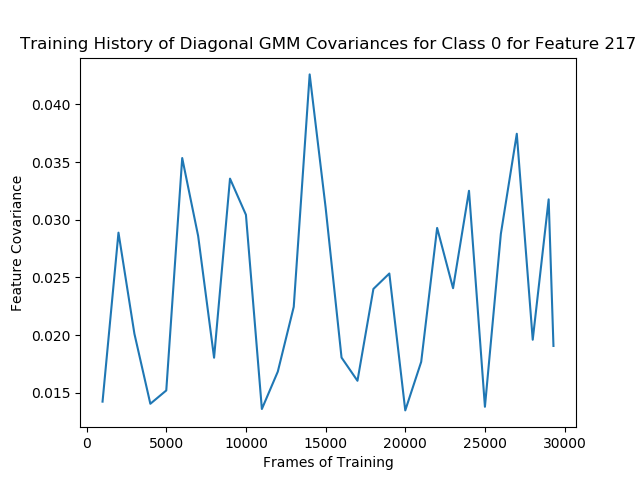 Training History of Diagonal GMM Covariances for Class 0 for Feature 217
0.040
0.035
0.030
0.025
0.020
0.015
Feature Covariance
0 5000 10000 15000 20000 25000 30000
Frames of Training